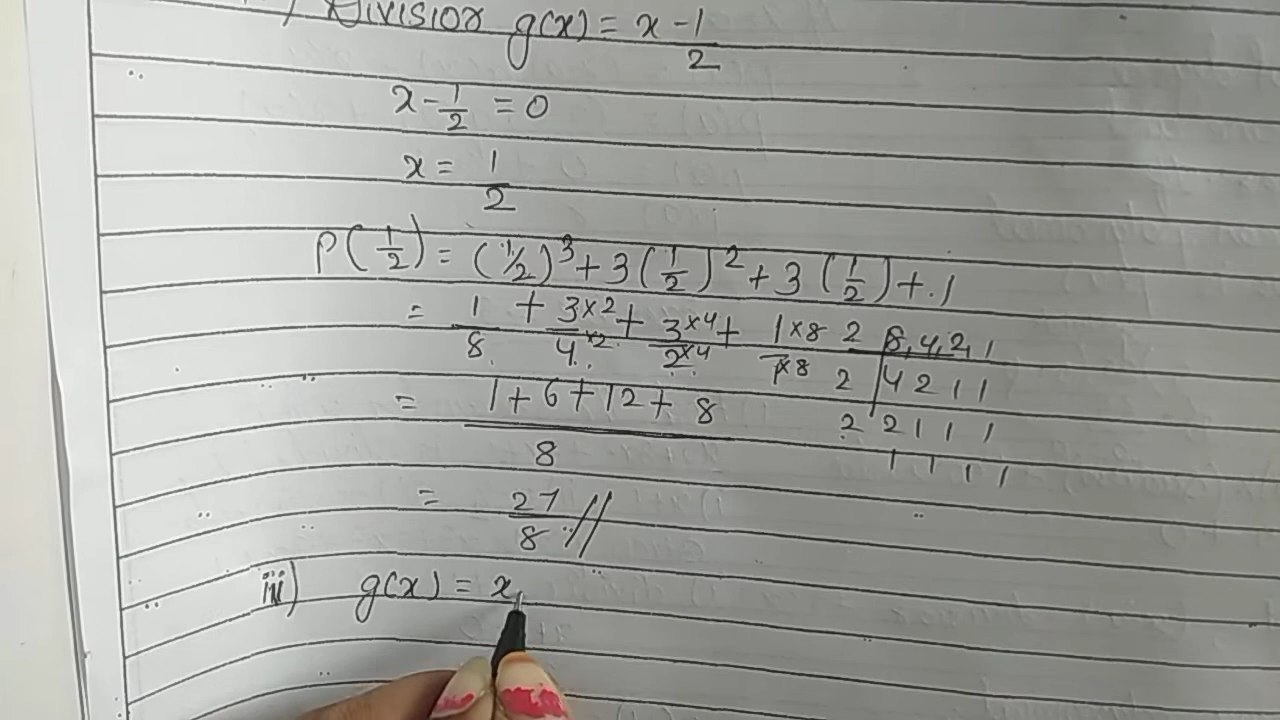 ) Division g(x) = x - 1/2
x - 1/2 = 0
x = 1/2
P(1/2) = (1/2)³ + 3(1/2)² + 3(1/2) + 1
= 1/8 + 3×2/4×2 + 3×4/2×4 + 1×8/1×8
2 | 8, 4, 2, 1
2 | 4 2 1 1
2 | 2 1 1 1
1 1 1 1
= 1 + 6 + 12 + 8 / 8
= 27/8 //
iii) g(x) = x